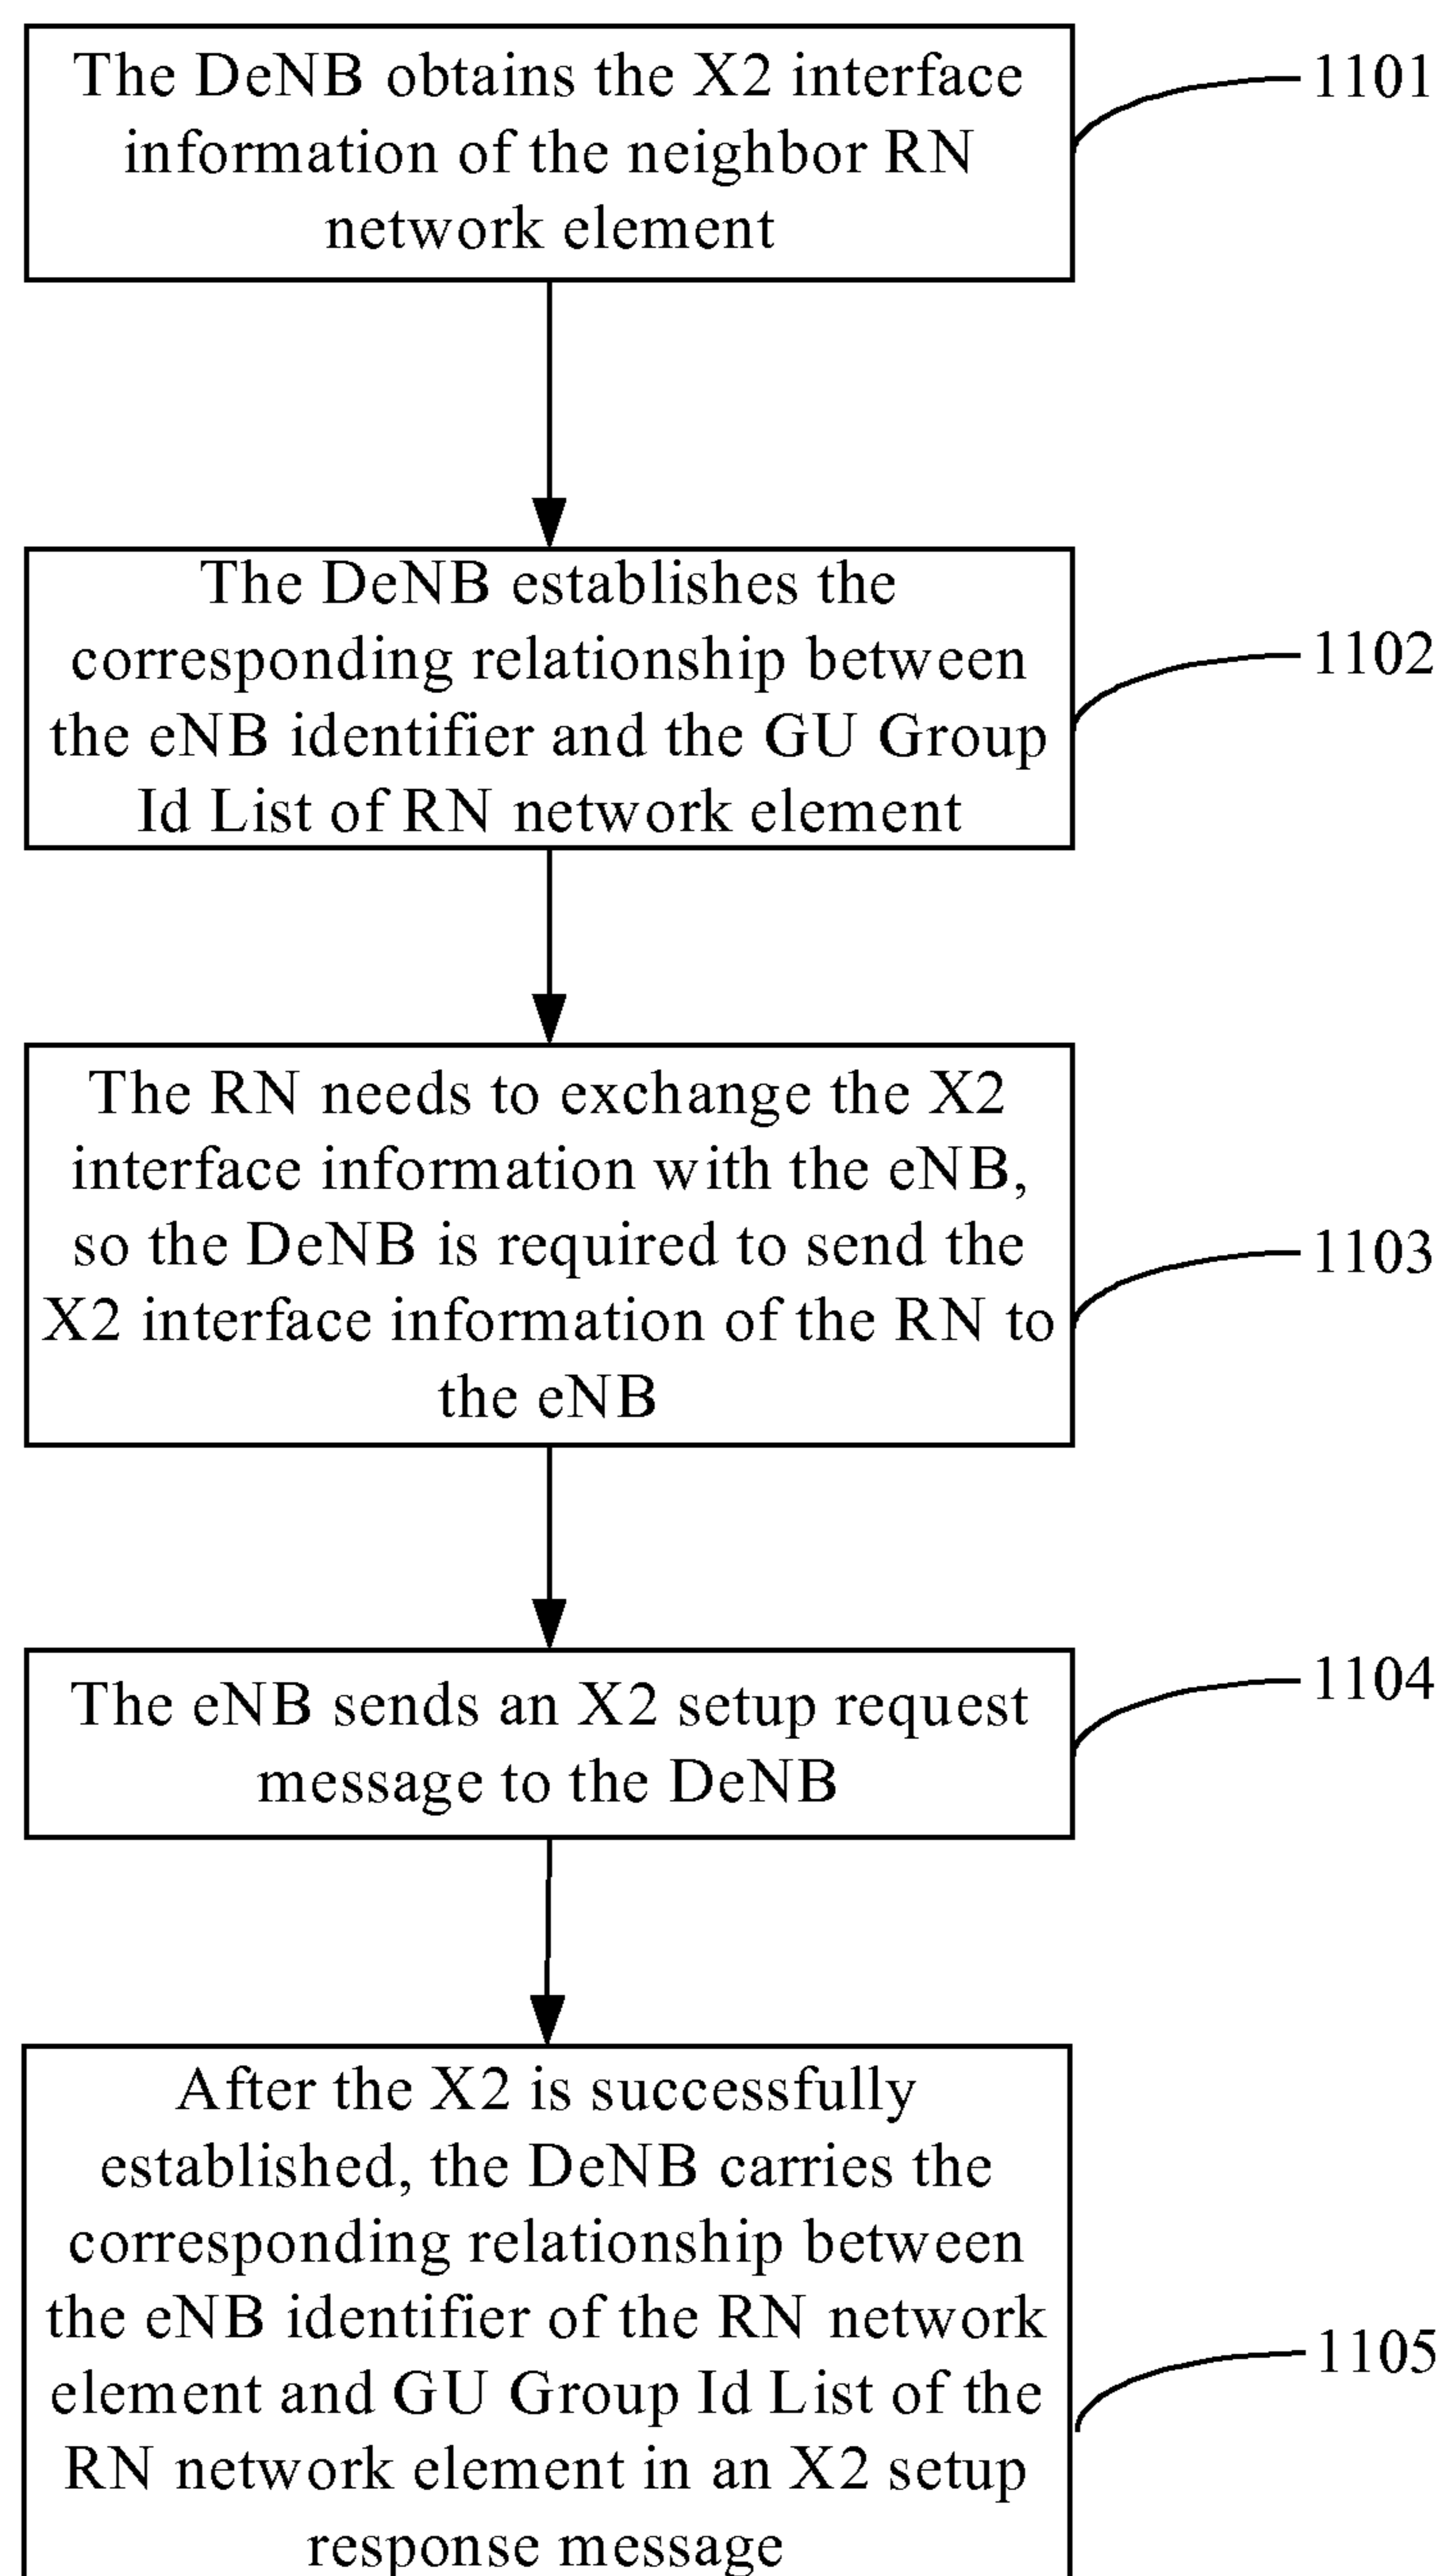 The DeNB obtains the X2 interface
information of the neighbor RN
network element
1101
The DeNB establishes the
corresponding relationship between
the eNB identifier and the GU Group
Id List of RN network element
1102
The RN needs to exchange the X2
interface information with the eNB,
so the DeNB is required to send the
X2 interface information of the RN to
the eNB
1103
The eNB sends an X2 setup request
message to the DeNB
1104
After the X2 is successfully
established, the DeNB carries the
corresponding relationship between
the eNB identifier of the RN network
element and GU Group Id List of the
RN network element in an X2 setup
response message
1105